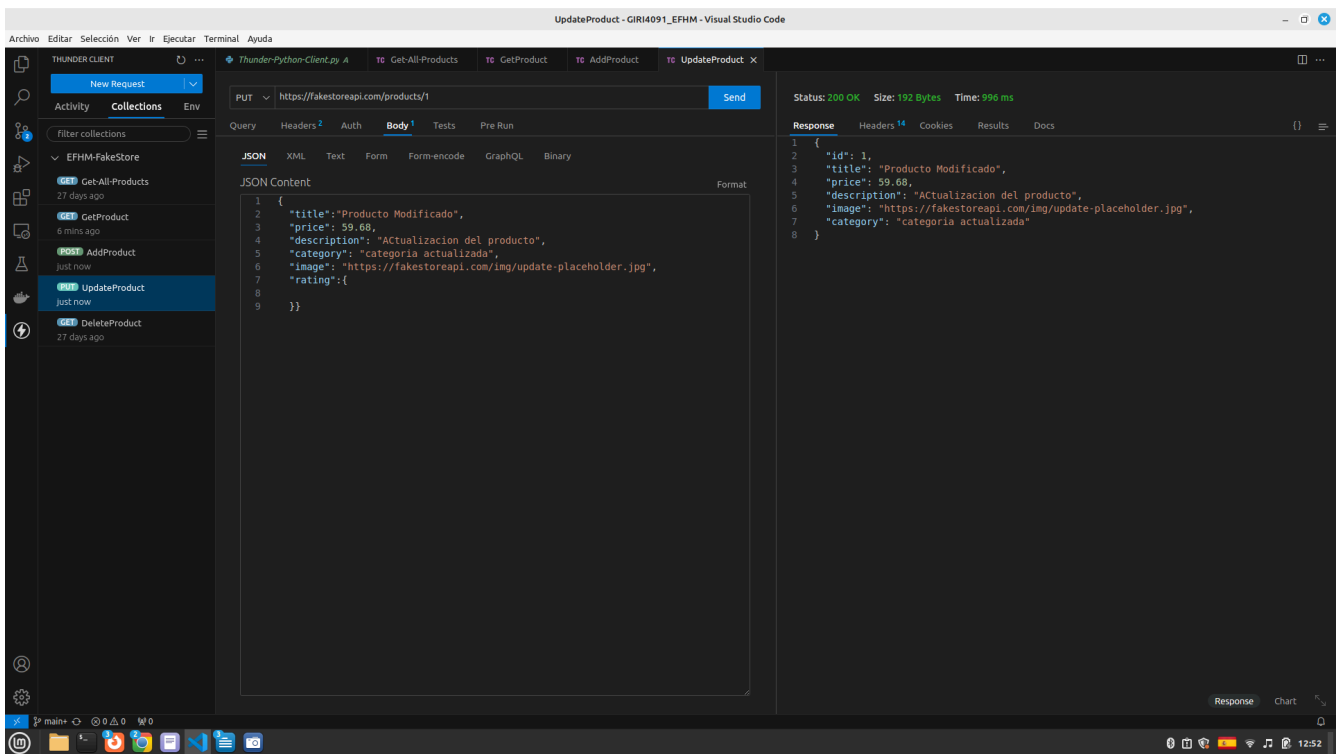 UpdateProduct - GIRI4091_EFHM - Visual Studio Code
Archivo Editar Selección Ver Ir Ejecutar Terminal Ayuda
THUNDER CLIENT
New Request
Activity Collections Env
filter collections
EFHM-FakeStore
GET Get-All-Products
27 days ago
GET GetProduct
6 mins ago
POST AddProduct
just now
PUT UpdateProduct
just now
GET DeleteProduct
27 days ago
Thunder-Python-Client.py A TC Get-All-Products TC GetProduct TC AddProduct TC UpdateProduct
PUT https://fakestoreapi.com/products/1 Send
Query Headers 2 Auth Body 1 Tests Pre Run
JSON XML Text Form Form-encode GraphQL Binary
JSON Content Format
1 {
2 "title":"Producto Modificado",
3 "price": 59.68,
4 "description": "ACtualizacion del producto",
5 "category": "categoria actualizada",
6 "image": "https://fakestoreapi.com/img/update-placeholder.jpg",
7 "rating":{
8
9 }}
Status: 200 OK Size: 192 Bytes Time: 996 ms
Response Headers 14 Cookies Results Docs {}
1 {
2 "id": 1,
3 "title": "Producto Modificado",
4 "price": 59.68,
5 "description": "ACtualizacion del producto",
6 "image": "https://fakestoreapi.com/img/update-placeholder.jpg",
7 "category": "categoria actualizada"
8 }
Response Chart
main+ 0 0 0
3 2 1 12:52